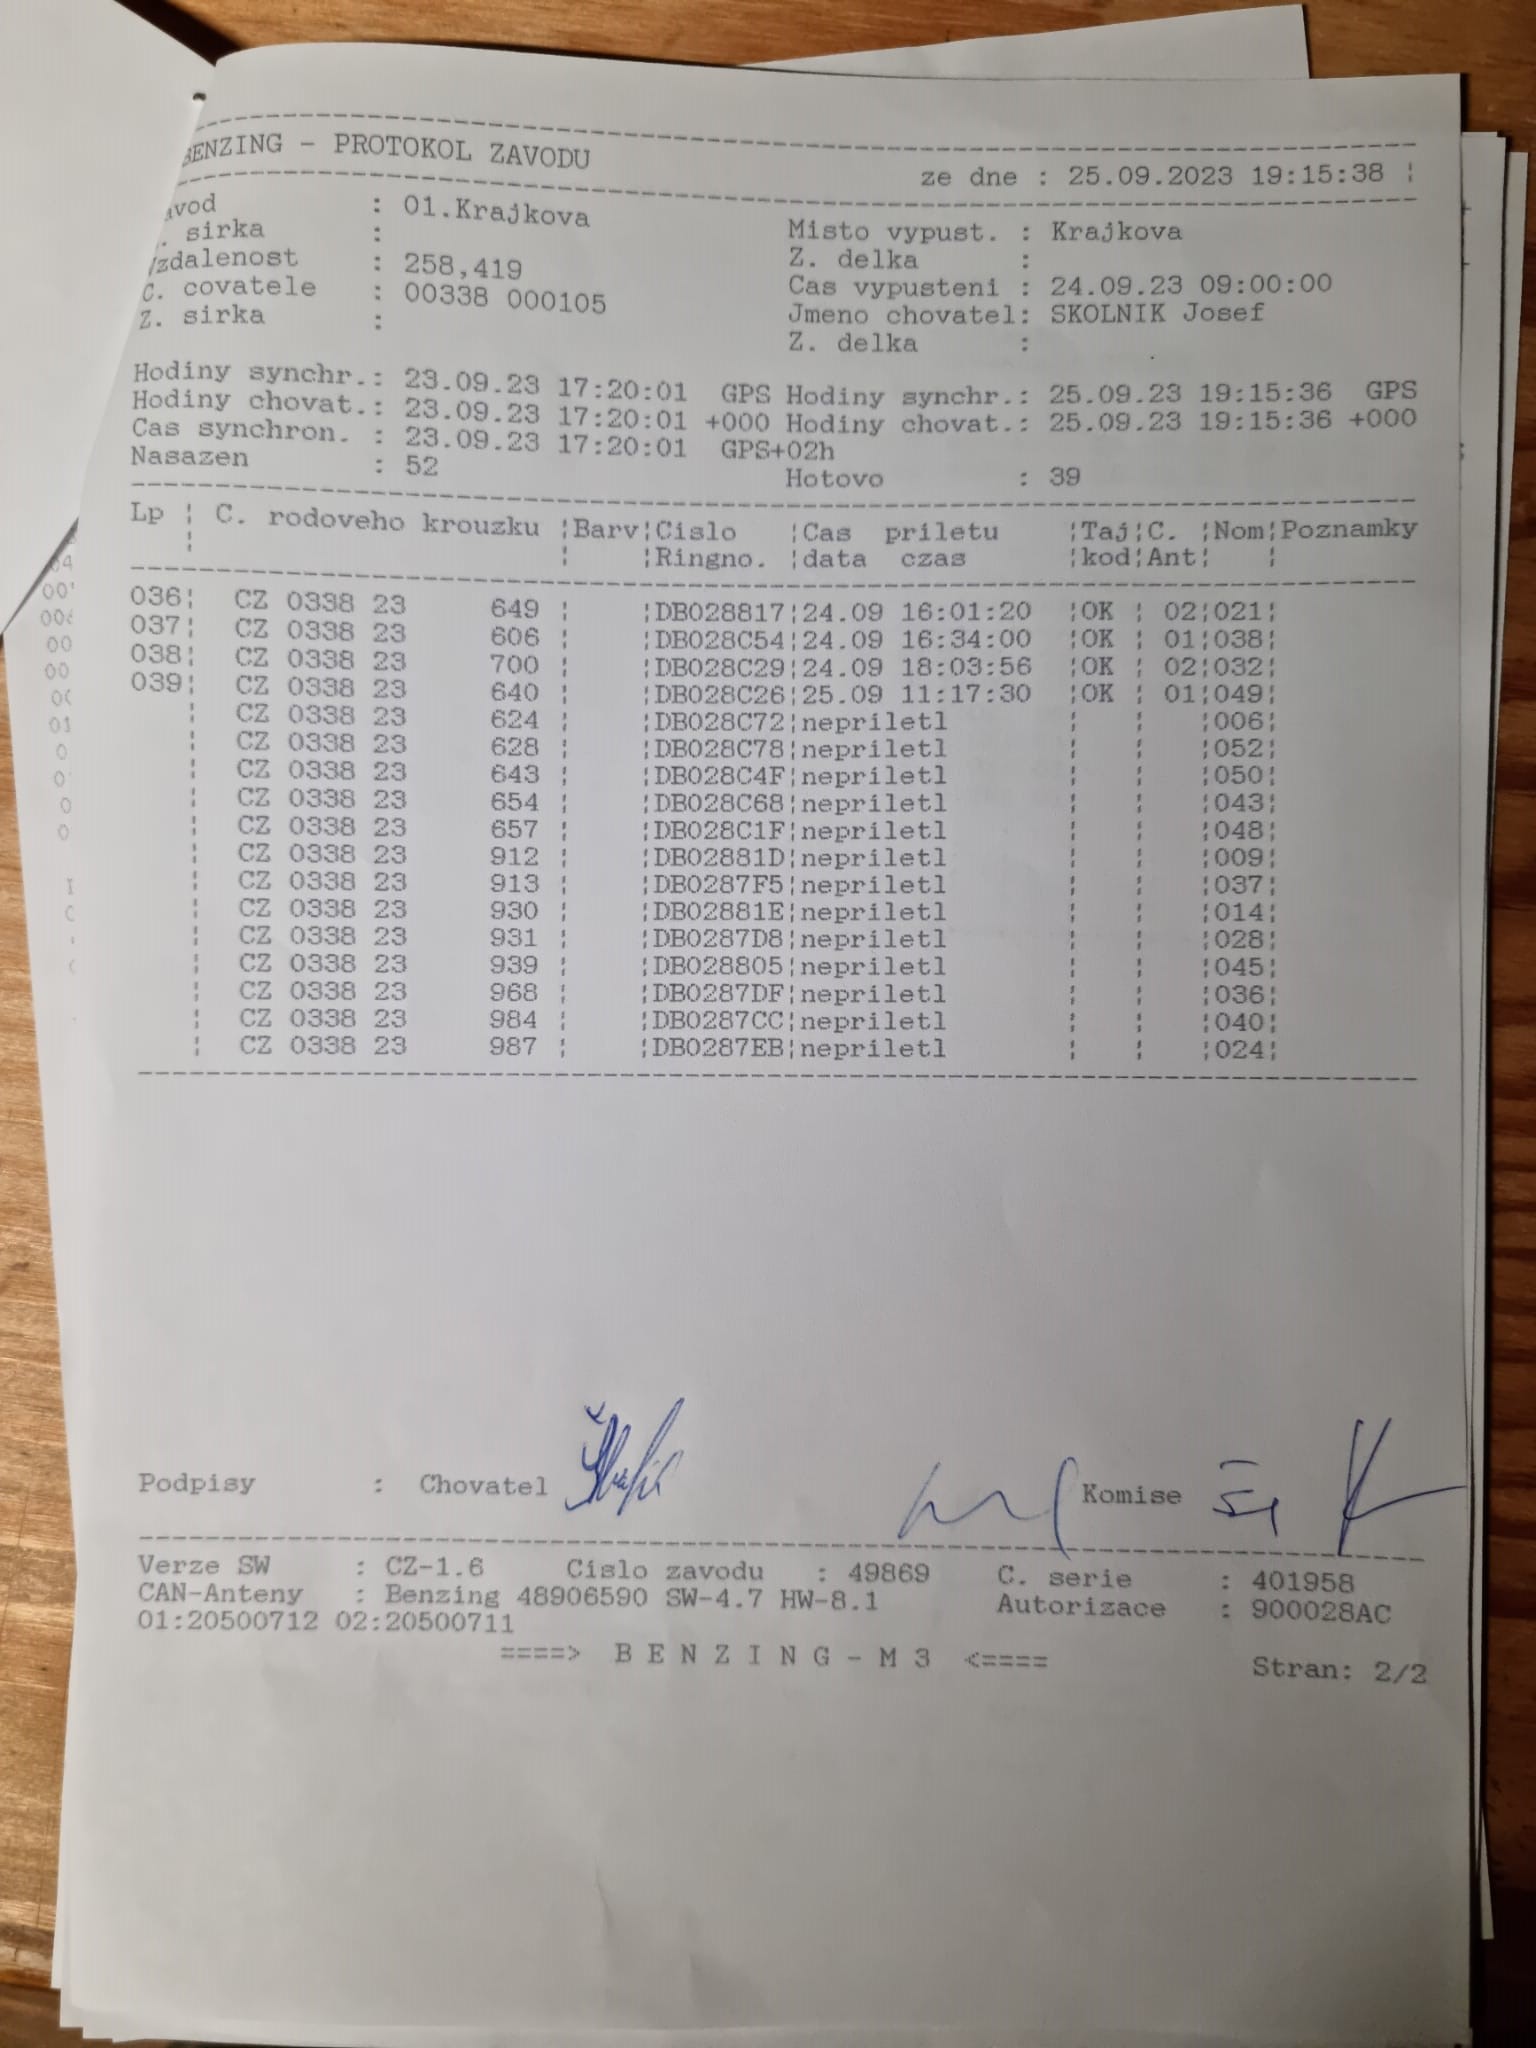 BENZING - PROTOKOL ZAVODU ze dne : 25.09.2023 19:15:38 ¦
avod : 01.Krajkova Misto vypust. : Krajkova
. sirka : Z. delka :
Vzdalenost : 258,419 Cas vypusteni : 24.09.23 09:00:00
C. covatele : 00338 000105 Jmeno chovatel: SKOLNIK Josef
Z. sirka : Z. delka :
Hodiny synchr.: 23.09.23 17:20:01 GPS Hodiny synchr.: 25.09.23 19:15:36 GPS
Hodiny chovat.: 23.09.23 17:20:01 +000 Hodiny chovat.: 25.09.23 19:15:36 +000
Cas synchron. : 23.09.23 17:20:01 GPS+02h
Nasazen : 52 Hotovo : 39
Lp ¦ C. rodoveho krouzku ¦Barv¦Cislo ¦Cas priletu ¦Taj¦C. ¦Nom¦Poznamky
¦ ¦ ¦Ringno. ¦data czas ¦kod¦Ant¦ ¦
036¦ CZ 0338 23 649 ¦ ¦DB028817¦24.09 16:01:20 ¦OK ¦ 02¦021¦
037¦ CZ 0338 23 606 ¦ ¦DB028C54¦24.09 16:34:00 ¦OK ¦ 01¦038¦
038¦ CZ 0338 23 700 ¦ ¦DB028C29¦24.09 18:03:56 ¦OK ¦ 02¦032¦
039¦ CZ 0338 23 640 ¦ ¦DB028C26¦25.09 11:17:30 ¦OK ¦ 01¦049¦
¦ CZ 0338 23 624 ¦ ¦DB028C72¦nepriletl ¦ ¦ ¦006¦
¦ CZ 0338 23 628 ¦ ¦DB028C78¦nepriletl ¦ ¦ ¦052¦
¦ CZ 0338 23 643 ¦ ¦DB028C4F¦nepriletl ¦ ¦ ¦050¦
¦ CZ 0338 23 654 ¦ ¦DB028C68¦nepriletl ¦ ¦ ¦043¦
¦ CZ 0338 23 657 ¦ ¦DB028C1F¦nepriletl ¦ ¦ ¦048¦
¦ CZ 0338 23 912 ¦ ¦DB02881D¦nepriletl ¦ ¦ ¦009¦
¦ CZ 0338 23 913 ¦ ¦DB0287F5¦nepriletl ¦ ¦ ¦037¦
¦ CZ 0338 23 930 ¦ ¦DB02881E¦nepriletl ¦ ¦ ¦014¦
¦ CZ 0338 23 931 ¦ ¦DB0287D8¦nepriletl ¦ ¦ ¦028¦
¦ CZ 0338 23 939 ¦ ¦DB028805¦nepriletl ¦ ¦ ¦045¦
¦ CZ 0338 23 968 ¦ ¦DB0287DF¦nepriletl ¦ ¦ ¦036¦
¦ CZ 0338 23 984 ¦ ¦DB0287CC¦nepriletl ¦ ¦ ¦040¦
¦ CZ 0338 23 987 ¦ ¦DB0287EB¦nepriletl ¦ ¦ ¦024¦
Podpisy : Chovatel Komise
Verze SW : CZ-1.6 Cislo zavodu : 49869 C. serie : 401958
CAN-Anteny : Benzing 48906590 SW-4.7 HW-8.1 Autorizace : 900028AC
01:20500712 02:20500711
====> B E N Z I N G - M 3 <==== Stran: 2/2